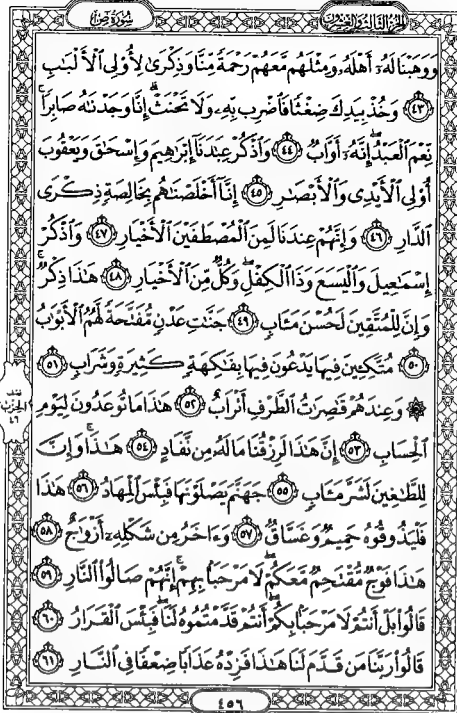 الجزء الثالث والعشرون
سورة ص
وَوَهَبْنَا لَهُۥٓ أَهْلَهُۥ وَمِثْلَهُم مَّعَهُمْ رَحْمَةً مِّنَّا وَذِكْرَىٰ لِأُو۟لِى ٱلْأَلْبَٰبِ
﴿٤٣﴾ وَخُذْ بِيَدِكَ ضِغْثًا فَٱضْرِب بِّهِۦ وَلَا تَحْنَثْ ۗ إِنَّا وَجَدْنَٰهُ صَابِرًا ۚ
نِّعْمَ ٱلْعَبْدُ ۖ إِنَّهُۥٓ أَوَّابٌ ﴿٤٤﴾ وَٱذْكُرْ عِبَٰدَنَآ إِبْرَٰهِيمَ وَإِسْحَٰقَ وَيَعْقُوبَ
أُو۟لِى ٱلْأَيْدِى وَٱلْأَبْصَٰرِ ﴿٤٥﴾ إِنَّآ أَخْلَصْنَٰهُم بِخَالِصَةٍ ذِكْرَى
ٱلدَّارِ ﴿٤٦﴾ وَإِنَّهُمْ عِندَنَا لَمِنَ ٱلْمُصْطَفَيْنَ ٱلْأَخْيَارِ ﴿٤٧﴾ وَٱذْكُرْ
إِسْمَٰعِيلَ وَٱلْيَسَعَ وَذَا ٱلْكِفْلِ ۖ وَكُلٌّ مِّنَ ٱلْأَخْيَارِ ﴿٤٨﴾ هَٰذَا ذِكْرٌ ۚ
وَإِنَّ لِلْمُتَّقِينَ لَحُسْنَ مَـَٔابٍ ﴿٤٩﴾ جَنَّٰتِ عَدْنٍ مُّفَتَّحَةً لَّهُمُ ٱلْأَبْوَٰبُ
﴿٥٠﴾ مُتَّكِـِٔينَ فِيهَا يَدْعُونَ فِيهَا بِفَٰكِهَةٍ كَثِيرَةٍ وَشَرَابٍ ﴿٥١﴾
۞ وَعِندَهُمْ قَٰصِرَٰتُ ٱلطَّرْفِ أَتْرَابٌ ﴿٥٢﴾ هَٰذَا مَا تُوعَدُونَ لِيَوْمِ
نصف
الحزب
٤٦
ٱلْحِسَابِ ﴿٥٣﴾ إِنَّ هَٰذَا لَرِزْقُنَا مَا لَهُۥ مِن نَّفَادٍ ﴿٥٤﴾ هَٰذَا ۚ وَإِنَّ
لِلطَّٰغِينَ لَشَرَّ مَـَٔابٍ ﴿٥٥﴾ جَهَنَّمَ يَصْلَوْنَهَا فَبِئْسَ ٱلْمِهَادُ ﴿٥٦﴾ هَٰذَا
فَلْيَذُوقُوهُ حَمِيمٌ وَغَسَّاقٌ ﴿٥٧﴾ وَءَاخَرُ مِن شَكْلِهِۦٓ أَزْوَٰجٌ ﴿٥٨﴾
هَٰذَا فَوْجٌ مُّقْتَحِمٌ مَّعَكُمْ ۖ لَا مَرْحَبًۢا بِهِمْ ۚ إِنَّهُمْ صَالُوا۟ ٱلنَّارِ ﴿٥٩﴾
قَالُوا۟ بَلْ أَنتُمْ لَا مَرْحَبًۢا بِكُمْ ۖ أَنتُمْ قَدَّمْتُمُوهُ لَنَا ۖ فَبِئْسَ ٱلْقَرَارُ ﴿٦٠﴾
قَالُوا۟ رَبَّنَا مَن قَدَّمَ لَنَا هَٰذَا فَزِدْهُ عَذَابًا ضِعْفًا فِى ٱلنَّارِ ﴿٦١﴾
٤٥٦